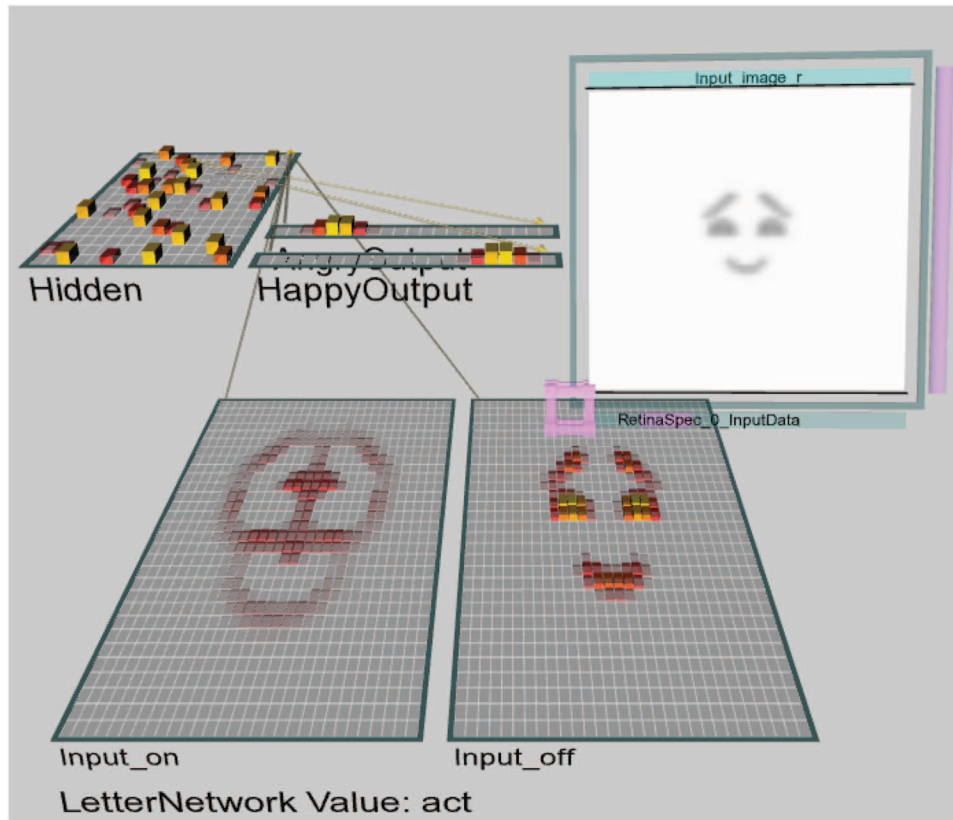 Input_image_r
AngryOutput
Hidden
HappyOutput
RetinaSpec_0_InputData
Input_on
Input_off
LetterNetwork Value: act